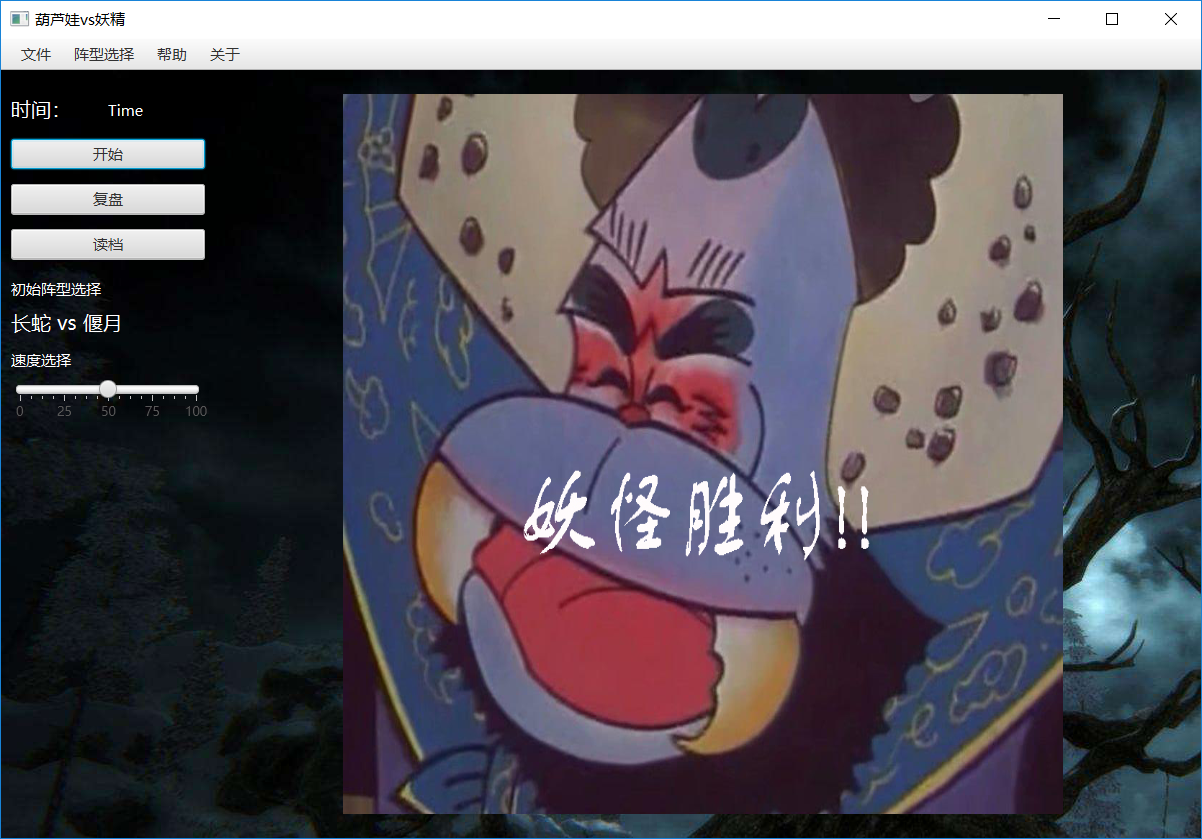 葫芦娃vs妖精
文件 阵型选择 帮助 关于
时间: Time
开始
复盘
读档
初始阵型选择
长蛇 vs 偃月
速度选择
0 25 50 75 100
妖怪胜利!!